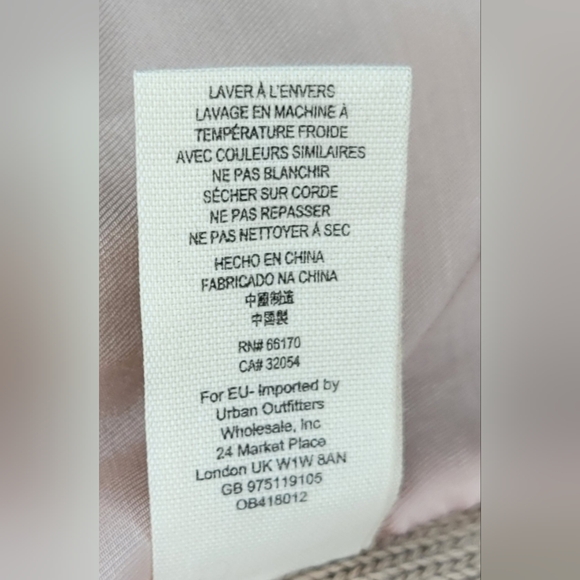 LAVER À L'ENVERS
LAVAGE EN MACHINE À
TEMPÉRATURE FROIDE
AVEC COULEURS SIMILAIRES
NE PAS BLANCHIR
SÉCHER SUR CORDE
NE PAS REPASSER
NE PAS NETTOYER Á SEC
HECHO EN CHINA
FABRICADO NA CHINA
中國制造
中国製
RN# 66170
CA# 32054
For EU- Imported by
Urban Outfitters
Wholesale, Inc
24 Market Place
London UK W1W 8AN
GB 975119105
OB418012